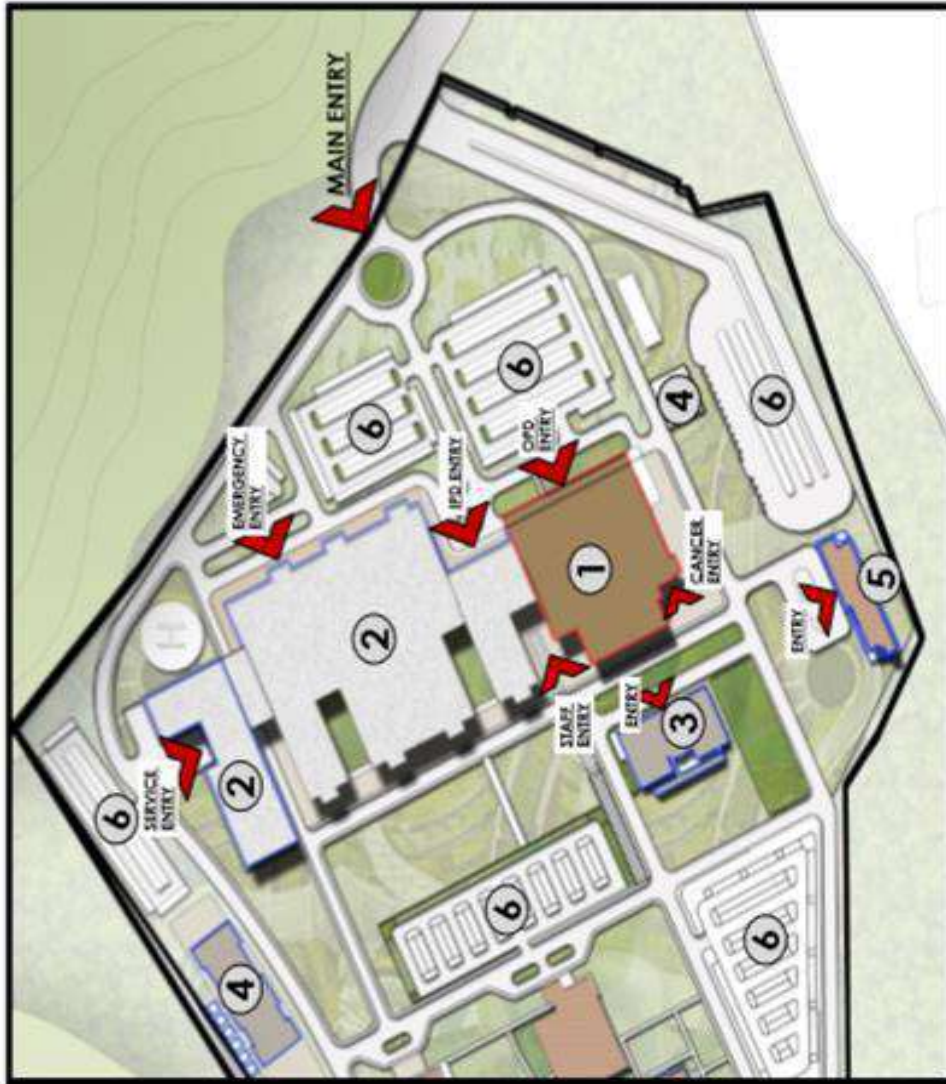 MAIN ENTRY
EMERGENCY
ENTRY
6
6
IPD ENTRY
OPD
ENTRY
4
6
H
2
1
CANCER
ENTRY
SERVICE
ENTRY
2
6
STAFF
ENTRY
ENTRY
3
ENTRY
5
4
6
6